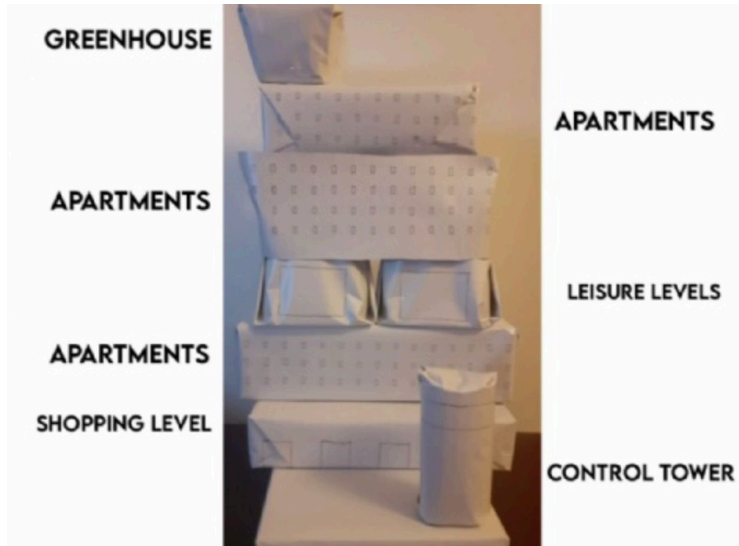 GREENHOUSE
APARTMENTS
APARTMENTS
LEISURE LEVELS
APARTMENTS
SHOPPING LEVEL
CONTROL TOWER